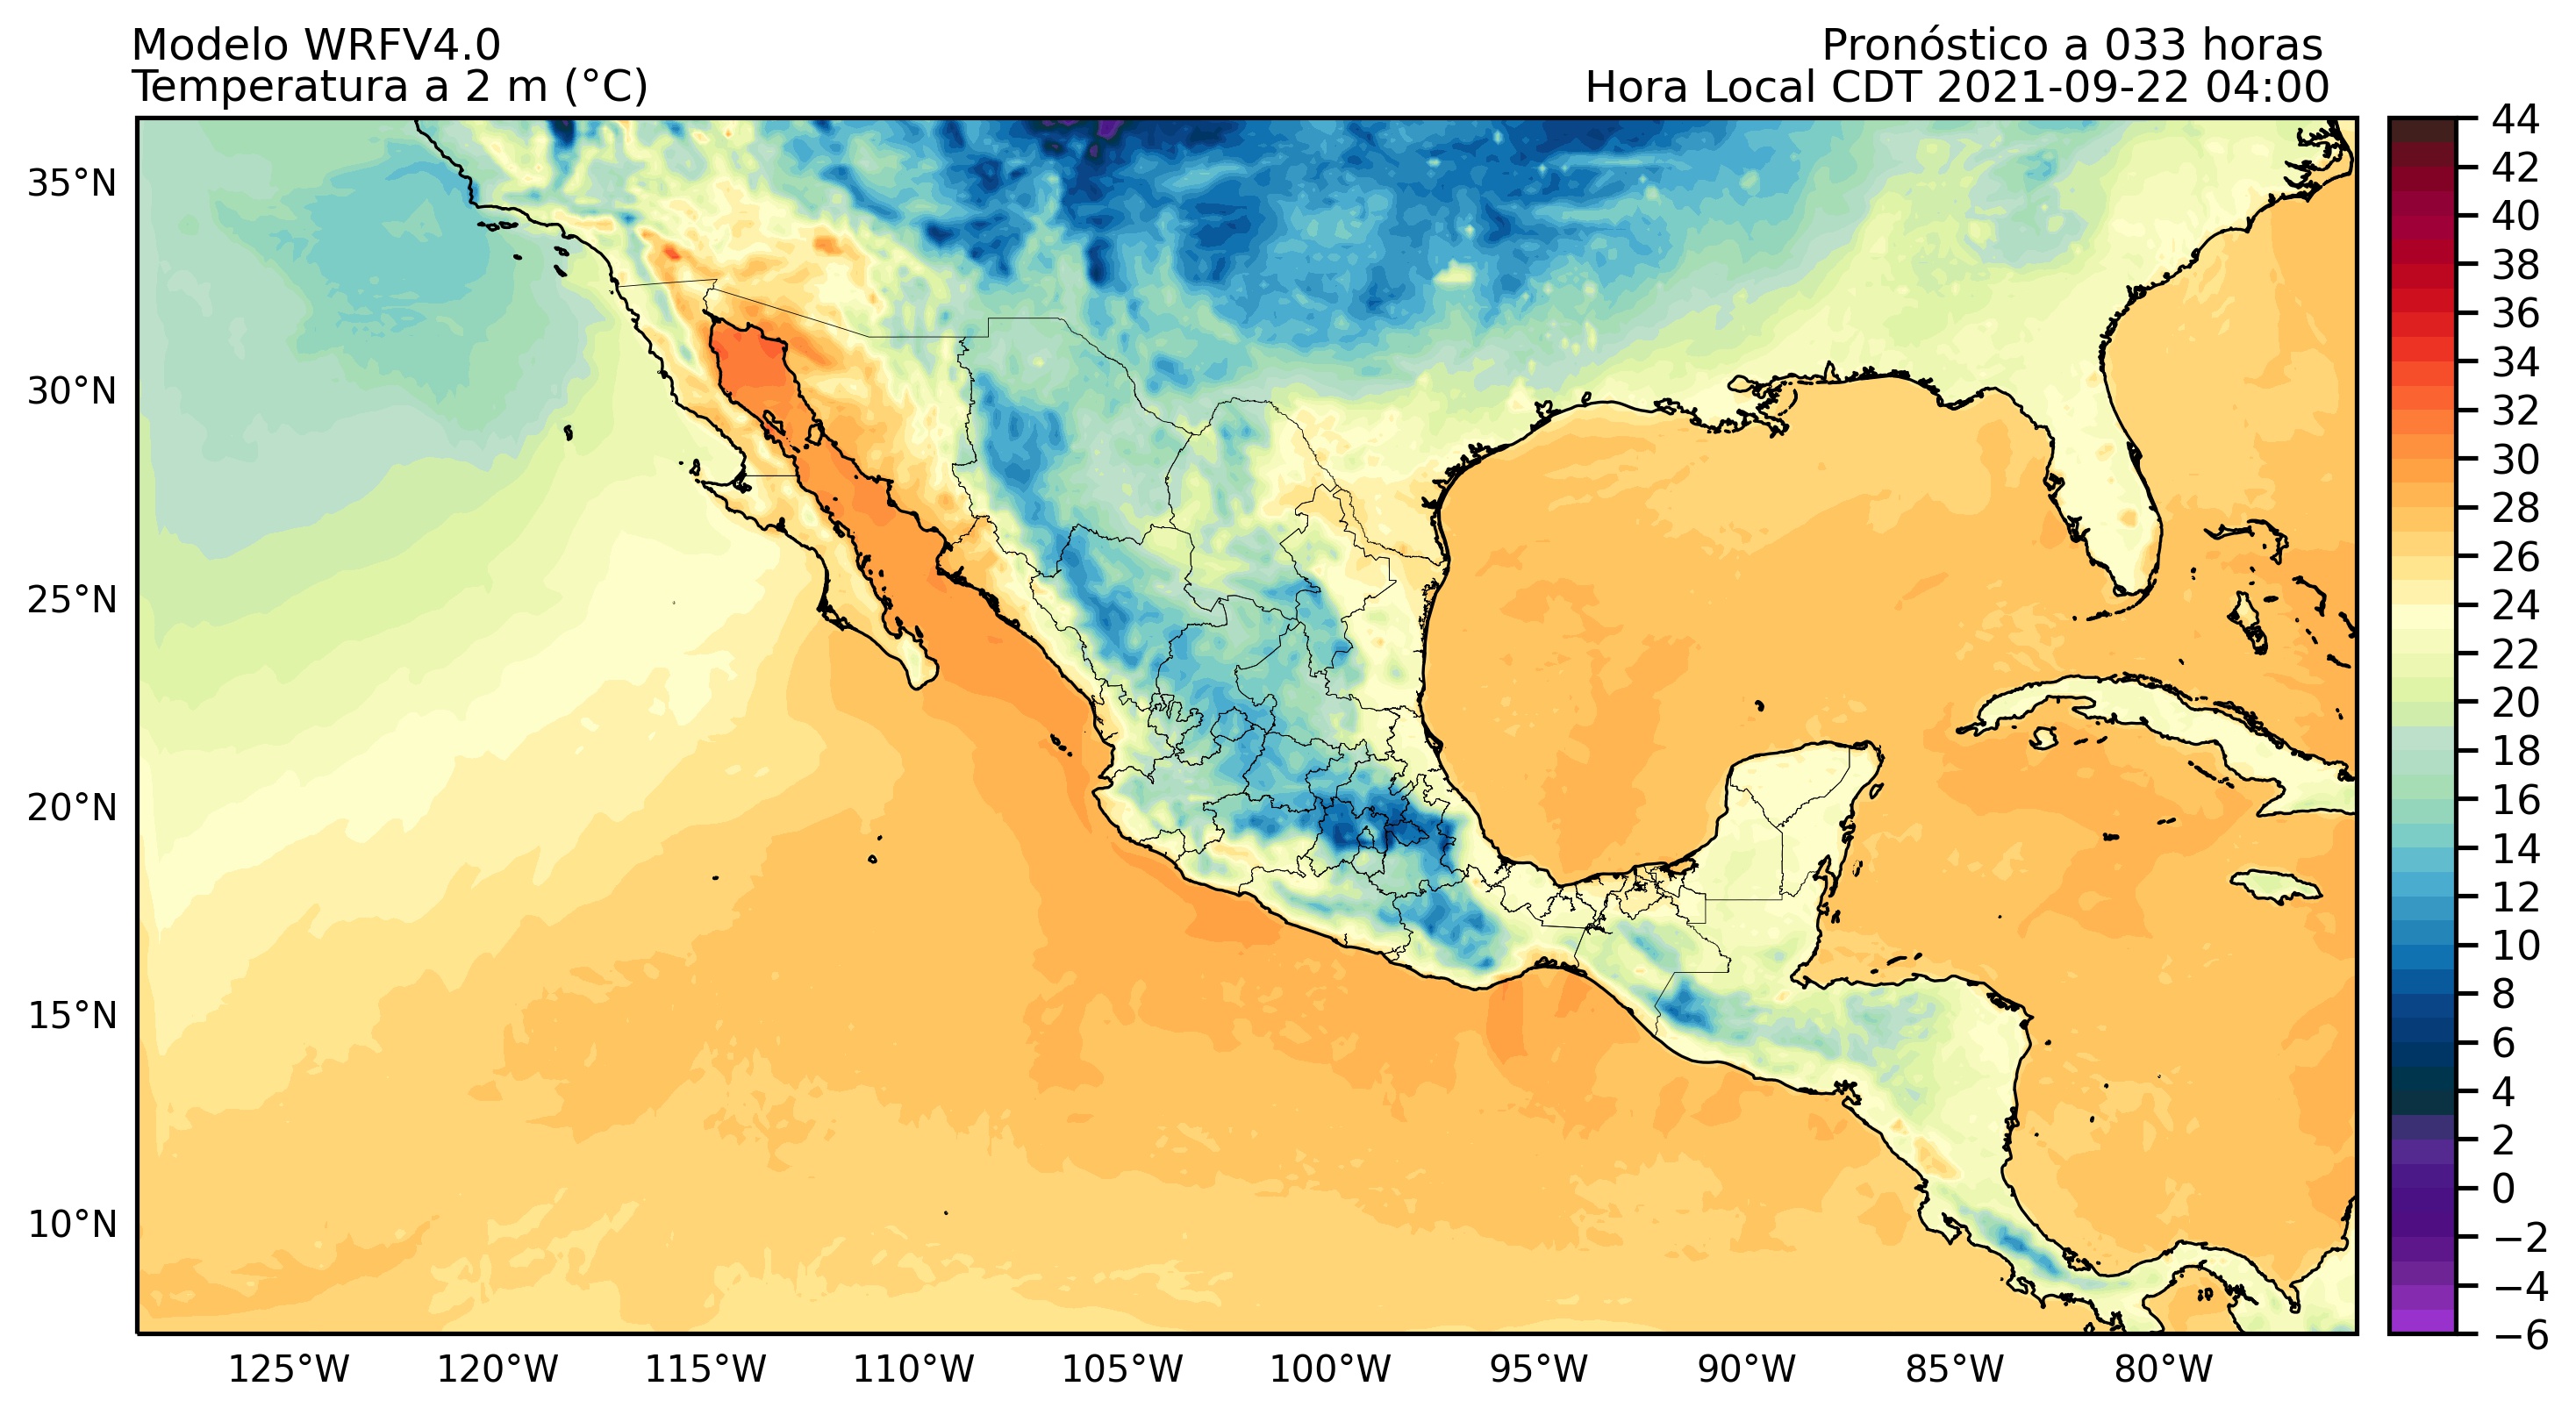 Modelo WRFV4.0
Temperatura a 2 m (°C)
Pronóstico a 033 horas
Hora Local CDT 2021-09-22 04:00
35°N
30°N
25°N
20°N
15°N
10°N
125°W
120°W
115°W
110°W
105°W
100°W
95°W
90°W
85°W
80°W
44
42
40
38
36
34
32
30
28
26
24
22
20
18
16
14
12
10
8
6
4
2
0
−2
−4
−6